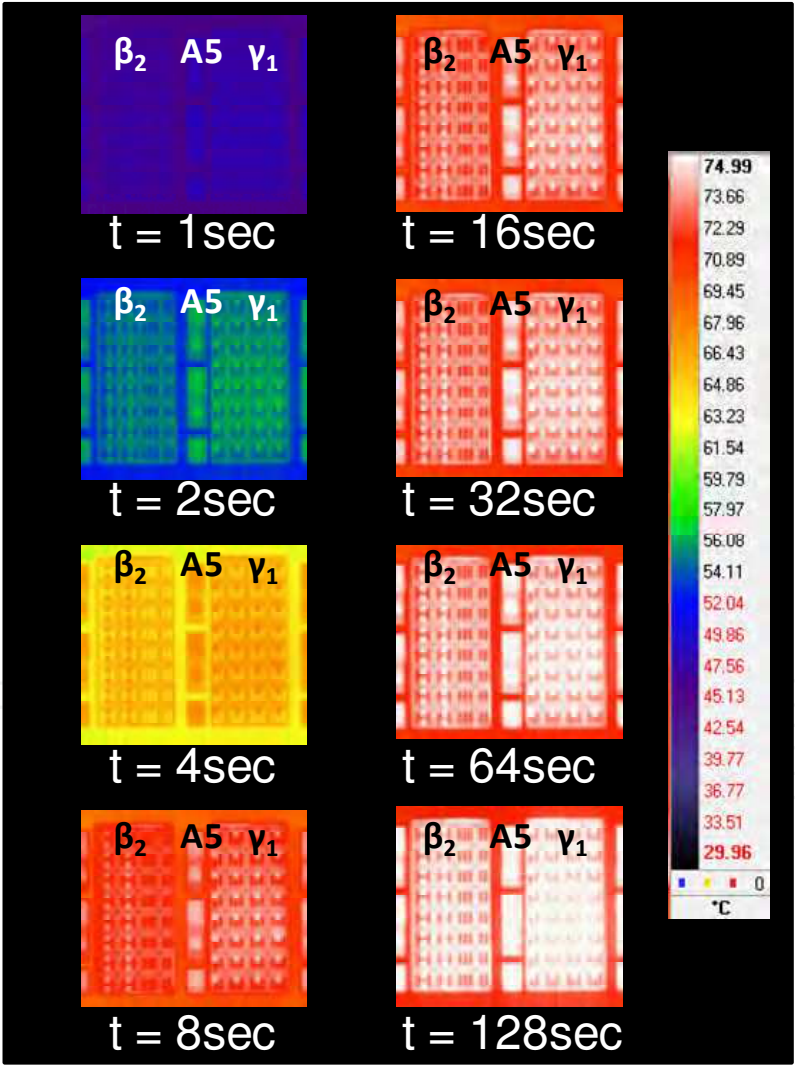 β₂ A5 γ₁
t = 1sec
β₂ A5 γ₁
t = 2sec
β₂ A5 γ₁
t = 4sec
β₂ A5 γ₁
t = 8sec
β₂ A5 γ₁
t = 16sec
β₂ A5 γ₁
t = 32sec
β₂ A5 γ₁
t = 64sec
β₂ A5 γ₁
t = 128sec
74.99
73.66
72.29
70.89
69.45
67.96
66.43
64.86
63.23
61.54
59.79
57.97
56.08
54.11
52.04
49.86
47.56
45.13
42.54
39.77
36.77
33.51
29.96
0
°C